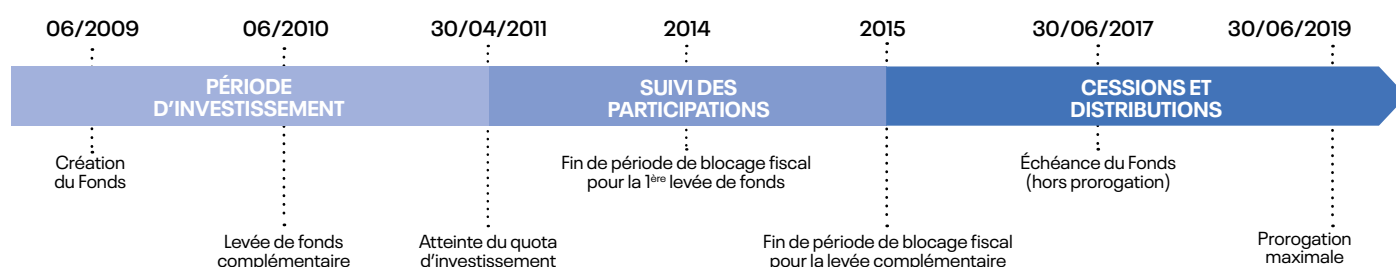 06/2009
06/2010
30/04/2011
2014
2015
30/06/2017
30/06/2019
PÉRIODE
D'INVESTISSEMENT
SUIVI DES
PARTICIPATIONS
CESSIONS ET
DISTRIBUTIONS
Création
du Fonds
Fin de période de blocage fiscal
pour la 1ère levée de fonds
Échéance du Fonds
(hors prorogation)
Levée de fonds
complémentaire
Atteinte du quota
d'investissement
Fin de période de blocage fiscal
pour la levée complémentaire
Prorogation
maximale